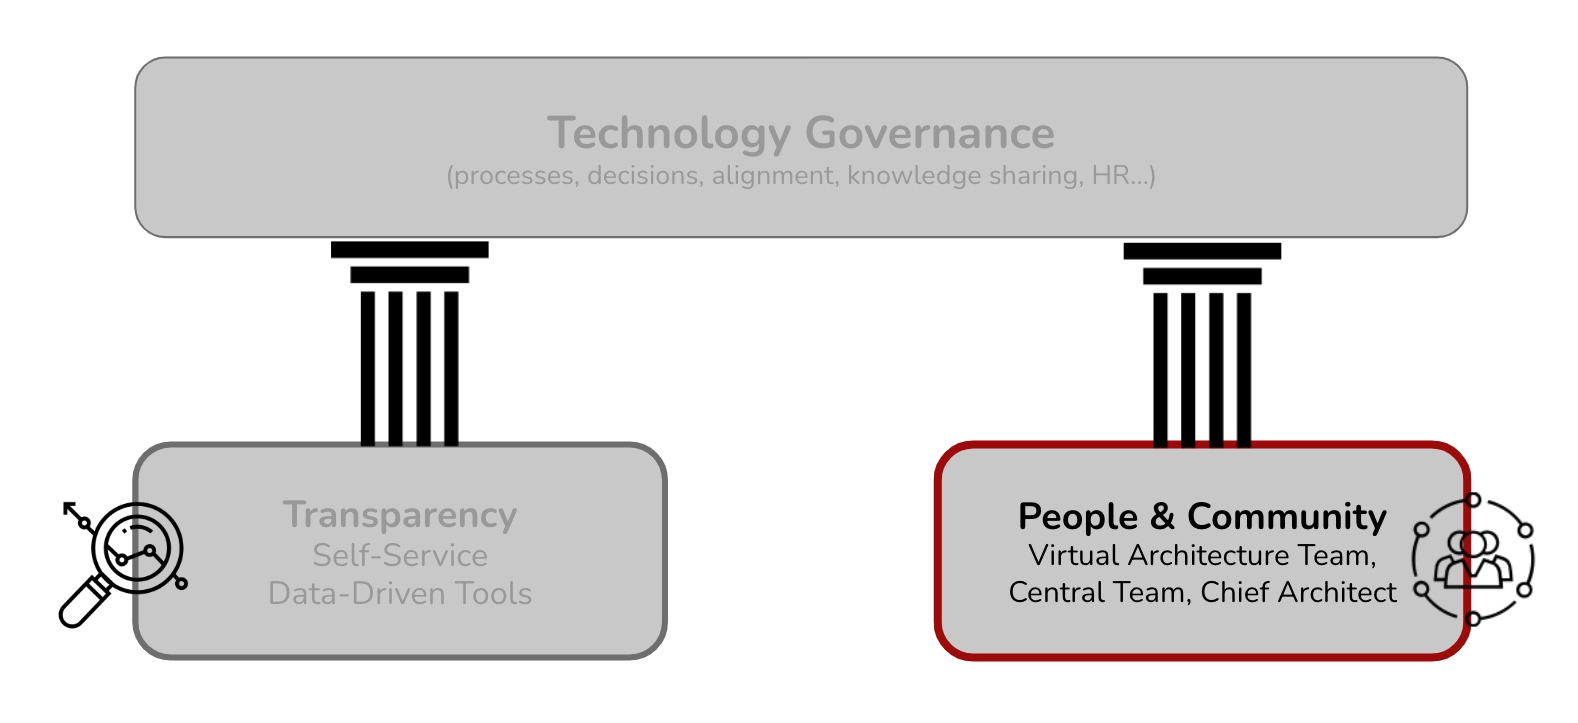 Technology Governance
(processes, decisions, alignment, knowledge sharing, HR...)
Transparency
Self-Service
Data-Driven Tools
People & Community
Virtual Architecture Team,
Central Team, Chief Architect